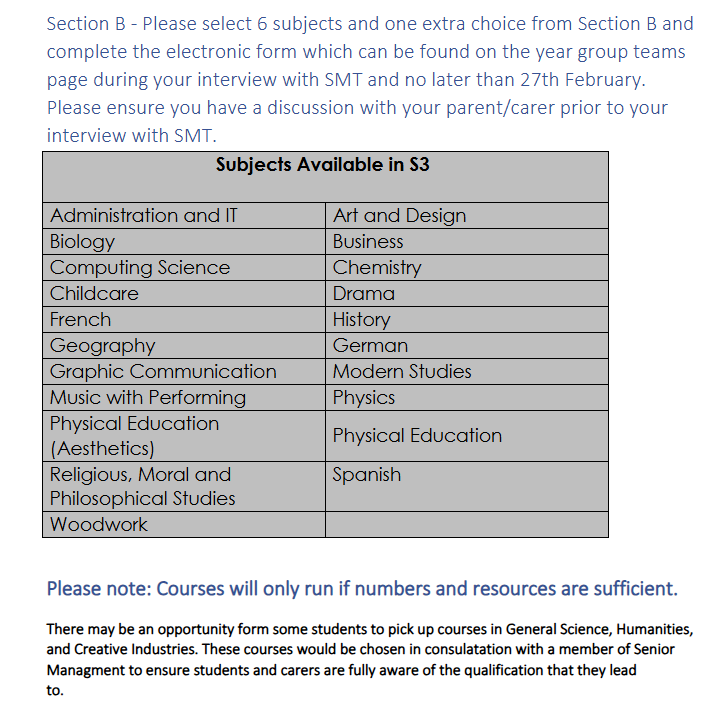 Section B - Please select 6 subjects and one extra choice from Section B and
complete the electronic form which can be found on the year group teams
page during your interview with SMT and no later than 27th February.
Please ensure you have a discussion with your parent/carer prior to your
interview with SMT.
Subjects Available in S3
Administration and IT
Art and Design
Biology
Business
Computing Science
Chemistry
Childcare
Drama
French
History
Geography
German
Graphic Communication
Modern Studies
Music with Performing
Physics
Physical Education
(Aesthetics)
Physical Education
Religious, Moral and
Philosophical Studies
Spanish
Woodwork
Please note: Courses will only run if numbers and resources are sufficient.
There may be an opportunity form some students to pick up courses in General Science, Humanities,
and Creative Industries. These courses would be chosen in consulatation with a member of Senior
Managment to ensure students and carers are fully aware of the qualification that they lead
to.